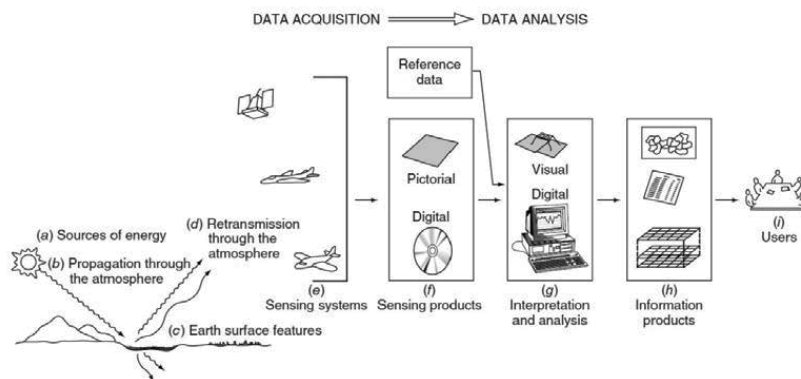 DATA ACQUISITION DATA ANALYSIS
Reference
data
Pictorial
Digital
Visual
Digital
(a) Sources of energy
(b) Propagation through
the atmosphere
(c) Earth surface features
(d) Retransmission
through the
atmosphere
(e)
Sensing systems
(f)
Sensing products
(g)
Interpretation
and analysis
(h)
Information
products
(i)
Users